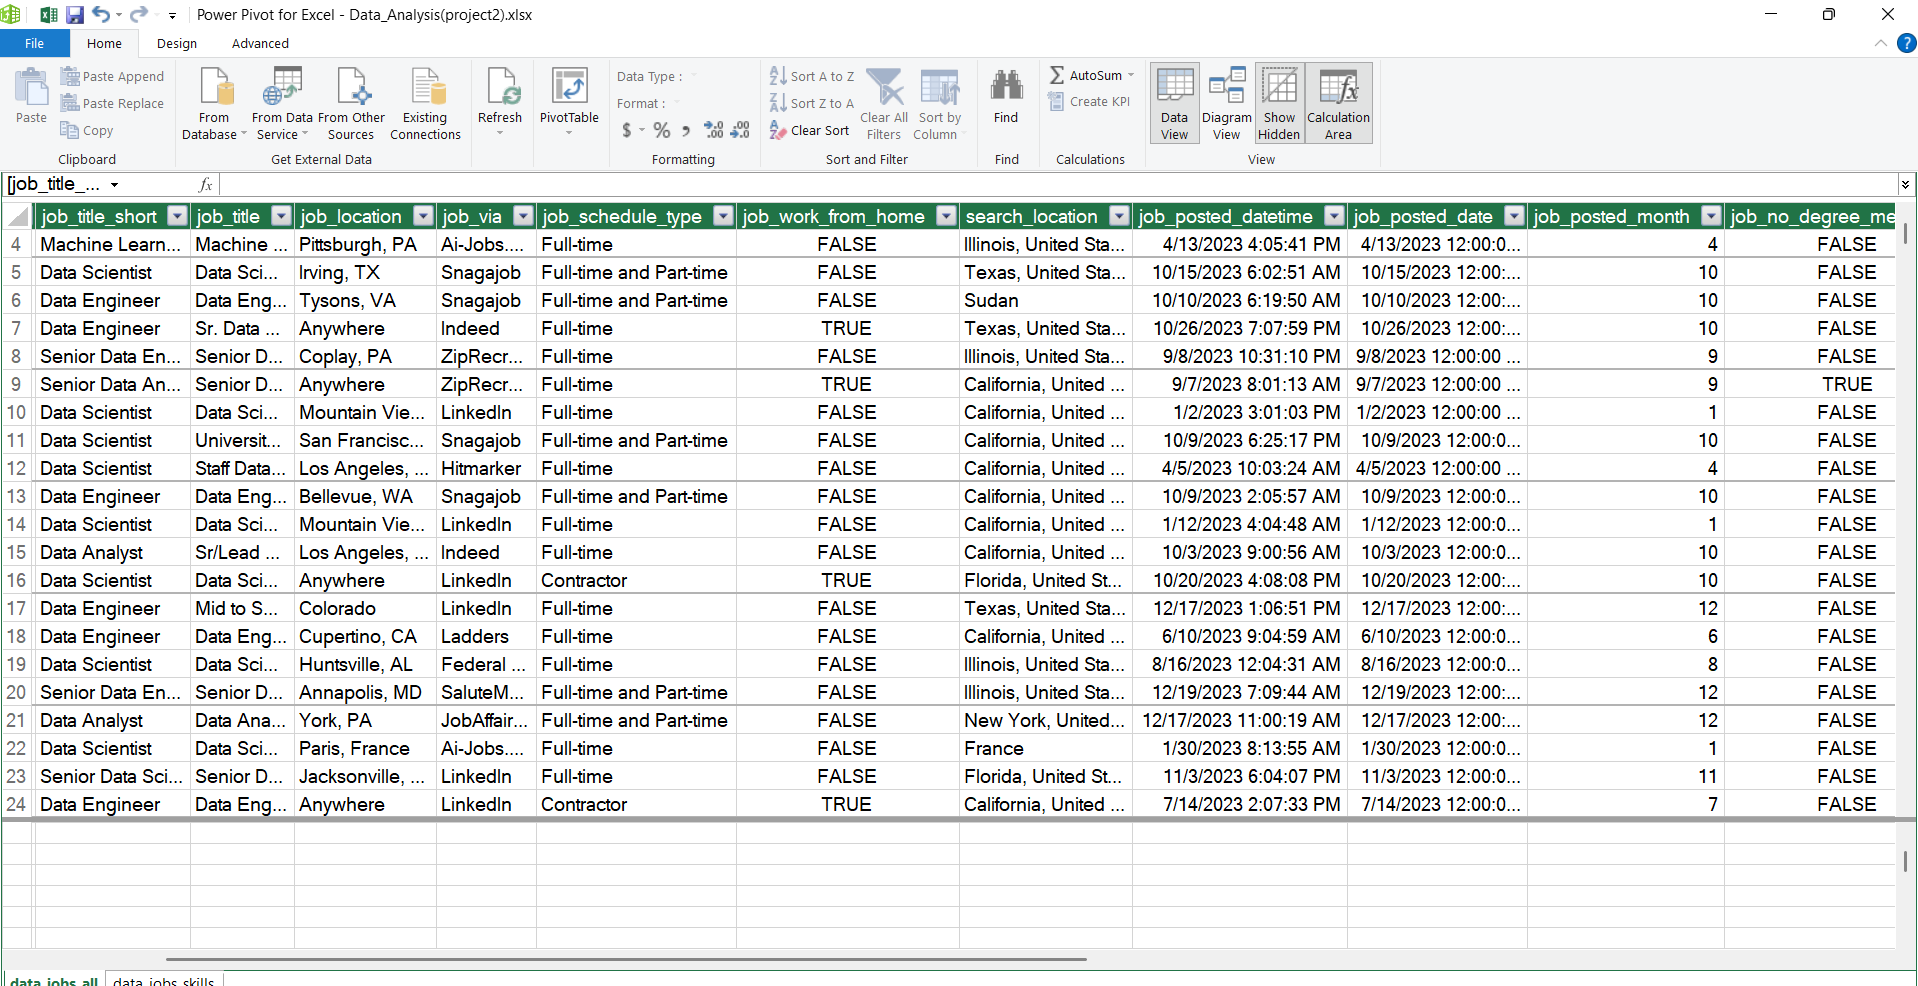 Power Pivot for Excel - Data_Analysis(project2).xlsx
File Home Design Advanced
Paste Paste Append Paste Replace Copy
Clipboard
From Database From Data Service From Other Sources Existing Connections
Get External Data
Refresh
PivotTable
Data Type :
Format :
$ % ,
Formatting
Sort A to Z
Sort Z to A
Clear Sort
Clear All Filters Sort by Column
Sort and Filter
Find
Find
AutoSum
Create KPI
Calculations
Data View Diagram View Show Hidden Calculation Area
View
[job_title_... fx
job_title_short job_title job_location job_via job_schedule_type job_work_from_home search_location job_posted_datetime job_posted_date job_posted_month job_no_degree_me
4 Machine Learn... Machine ... Pittsburgh, PA Ai-Jobs.... Full-time FALSE Illinois, United Sta... 4/13/2023 4:05:41 PM 4/13/2023 12:00:0... 4 FALSE
5 Data Scientist Data Sci... Irving, TX Snagajob Full-time and Part-time FALSE Texas, United Sta... 10/15/2023 6:02:51 AM 10/15/2023 12:00:... 10 FALSE
6 Data Engineer Data Eng... Tysons, VA Snagajob Full-time and Part-time FALSE Sudan 10/10/2023 6:19:50 AM 10/10/2023 12:00:... 10 FALSE
7 Data Engineer Sr. Data ... Anywhere Indeed Full-time TRUE Texas, United Sta... 10/26/2023 7:07:59 PM 10/26/2023 12:00:... 10 FALSE
8 Senior Data En... Senior D... Coplay, PA ZipRecr... Full-time FALSE Illinois, United Sta... 9/8/2023 10:31:10 PM 9/8/2023 12:00:00 ... 9 FALSE
9 Senior Data An... Senior D... Anywhere ZipRecr... Full-time TRUE California, United ... 9/7/2023 8:01:13 AM 9/7/2023 12:00:00 ... 9 TRUE
10 Data Scientist Data Sci... Mountain Vie... LinkedIn Full-time FALSE California, United ... 1/2/2023 3:01:03 PM 1/2/2023 12:00:00 ... 1 FALSE
11 Data Scientist Universit... San Francisc... Snagajob Full-time and Part-time FALSE California, United ... 10/9/2023 6:25:17 PM 10/9/2023 12:00:0... 10 FALSE
12 Data Scientist Staff Data... Los Angeles, ... Hitmarker Full-time FALSE California, United ... 4/5/2023 10:03:24 AM 4/5/2023 12:00:00 ... 4 FALSE
13 Data Engineer Data Eng... Bellevue, WA Snagajob Full-time and Part-time FALSE California, United ... 10/9/2023 2:05:57 AM 10/9/2023 12:00:0... 10 FALSE
14 Data Scientist Data Sci... Mountain Vie... LinkedIn Full-time FALSE California, United ... 1/12/2023 4:04:48 AM 1/12/2023 12:00:0... 1 FALSE
15 Data Analyst Sr/Lead ... Los Angeles, ... Indeed Full-time FALSE California, United ... 10/3/2023 9:00:56 AM 10/3/2023 12:00:0... 10 FALSE
16 Data Scientist Data Sci... Anywhere LinkedIn Contractor TRUE Florida, United St... 10/20/2023 4:08:08 PM 10/20/2023 12:00:... 10 FALSE
17 Data Engineer Mid to S... Colorado LinkedIn Full-time FALSE Texas, United Sta... 12/17/2023 1:06:51 PM 12/17/2023 12:00:... 12 FALSE
18 Data Engineer Data Eng... Cupertino, CA Ladders Full-time FALSE California, United ... 6/10/2023 9:04:59 AM 6/10/2023 12:00:0... 6 FALSE
19 Data Scientist Data Sci... Huntsville, AL Federal ... Full-time FALSE Illinois, United Sta... 8/16/2023 12:04:31 AM 8/16/2023 12:00:0... 8 FALSE
20 Senior Data En... Senior D... Annapolis, MD SaluteM... Full-time and Part-time FALSE Illinois, United Sta... 12/19/2023 7:09:44 AM 12/19/2023 12:00:... 12 FALSE
21 Data Analyst Data Ana... York, PA JobAffair... Full-time and Part-time FALSE New York, United... 12/17/2023 11:00:19 AM 12/17/2023 12:00:... 12 FALSE
22 Data Scientist Data Sci... Paris, France Ai-Jobs.... Full-time FALSE France 1/30/2023 8:13:55 AM 1/30/2023 12:00:0... 1 FALSE
23 Senior Data Sci... Senior D... Jacksonville, ... LinkedIn Full-time FALSE Florida, United St... 11/3/2023 6:04:07 PM 11/3/2023 12:00:0... 11 FALSE
24 Data Engineer Data Eng... Anywhere LinkedIn Contractor TRUE California, United ... 7/14/2023 2:07:33 PM 7/14/2023 12:00:0... 7 FALSE
data_jobs_all data_jobs_skills